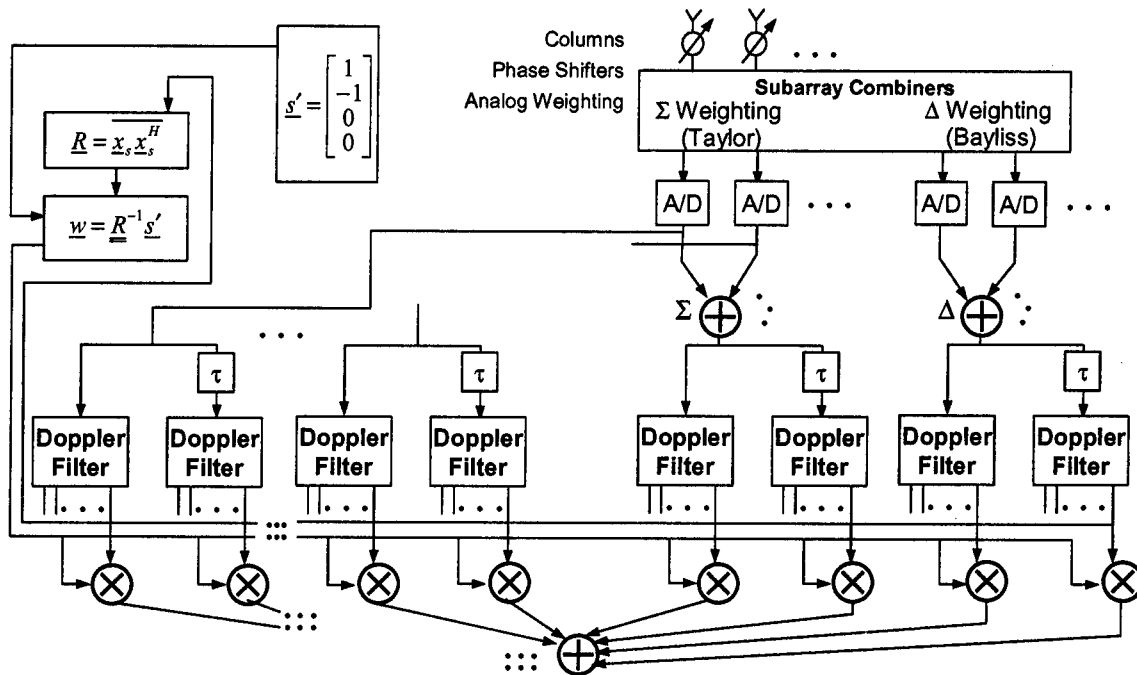 Columns
Phase Shifters
Analog Weighting
Subarray Combiners
Σ Weighting
(Taylor)
Δ Weighting
(Bayliss)
A/D
A/D
A/D
A/D
R = x_s x_s^H
w = R^{-1} s'
s' = [1
-1
0
0]
Σ
Δ
τ
τ
τ
τ
Doppler
Filter
Doppler
Filter
Doppler
Filter
Doppler
Filter
Doppler
Filter
Doppler
Filter
Doppler
Filter
Doppler
Filter